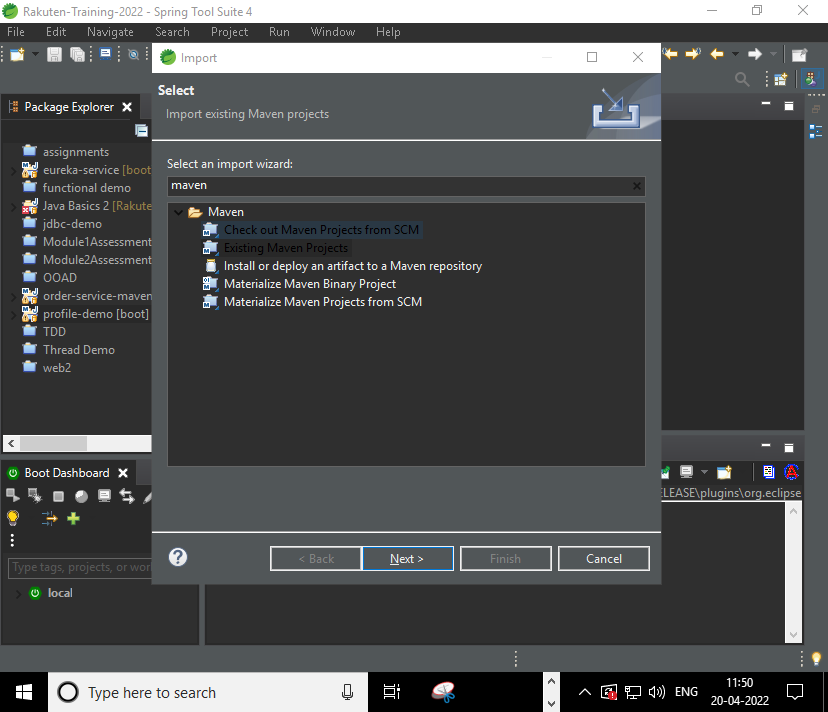 Rakuten-Training-2022 - Spring Tool Suite 4
File Edit Navigate Search Project Run Window Help
Import
Select
Import existing Maven projects
Package Explorer
assignments
eureka-service [boot
functional demo
Java Basics 2 [Rakute
jdbc-demo
Module1Assessment
Module2Assessment
OOAD
order-service-maven
profile-demo [boot]
TDD
Thread Demo
web2
Select an import wizard:
maven
Maven
Check out Maven Projects from SCM
Existing Maven Projects
Install or deploy an artifact to a Maven repository
Materialize Maven Binary Project
Materialize Maven Projects from SCM
Boot Dashboard
Type tags, projects, or wor
local
LEASE\plugins\org.eclipse
< Back Next > Finish Cancel
Type here to search
ENG
11:50
20-04-2022